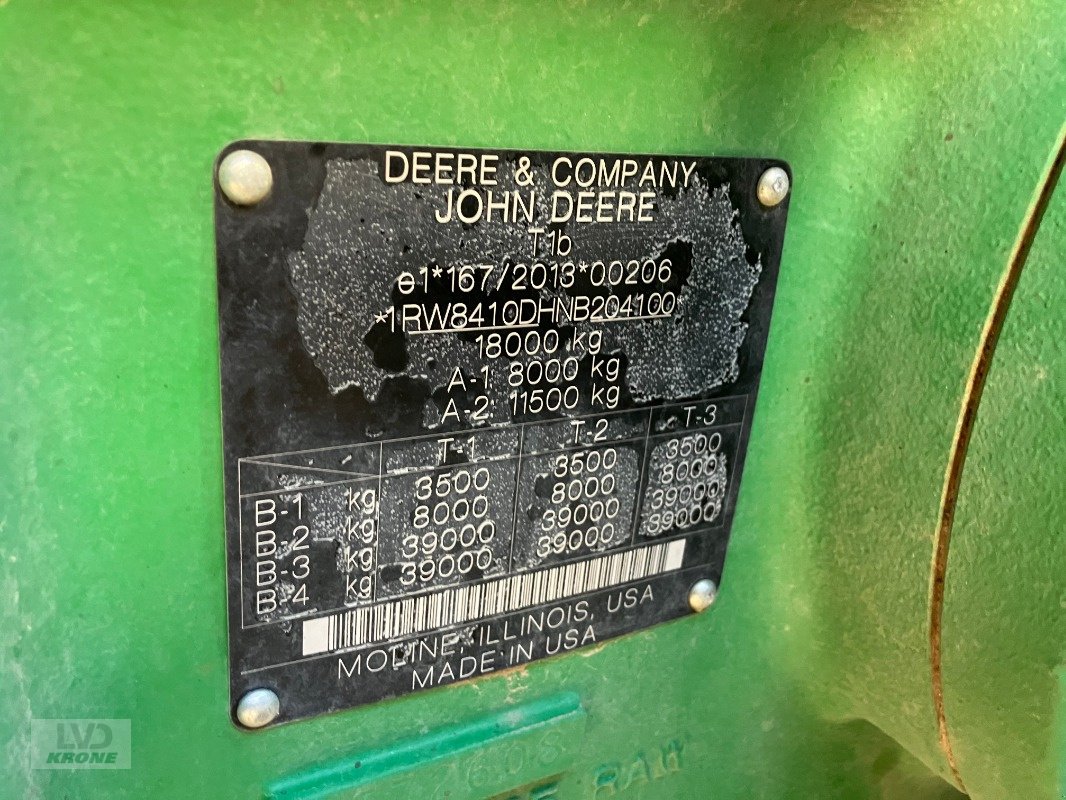 DEERE & COMPANY
JOHN DEERE
T1b
e1*167/2013*00206
*1RW8410DHNB204100*
18000 kg
A-1 8000 kg
A-2 11500 kg
T-1 T-2 T-3
B-1 kg 3500 3500 3500
B-2 kg 8000 8000 8000
B-3 kg 39000 39000 39000
B-4 kg 39000 39000 39000
MOLINE, ILLINOIS, USA
MADE IN USA
LVD
KRONE